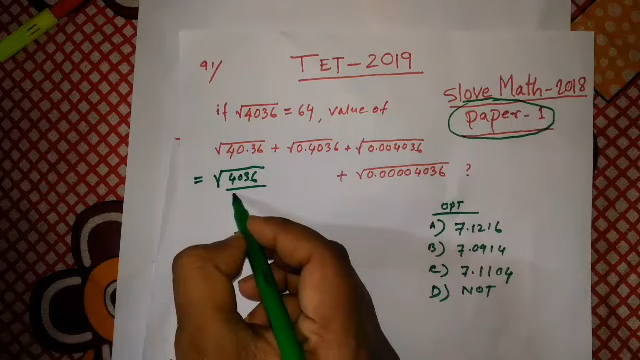 Q1/ TET-2019
Slove Math-2018
Paper-1
if √4036 = 64, value of
√40.36 + √0.4036 + √0.004036
+ √0.00004036 ?
= √4036
OPT
A) 7.1216
B) 7.0914
C) 7.1104
D) NOT